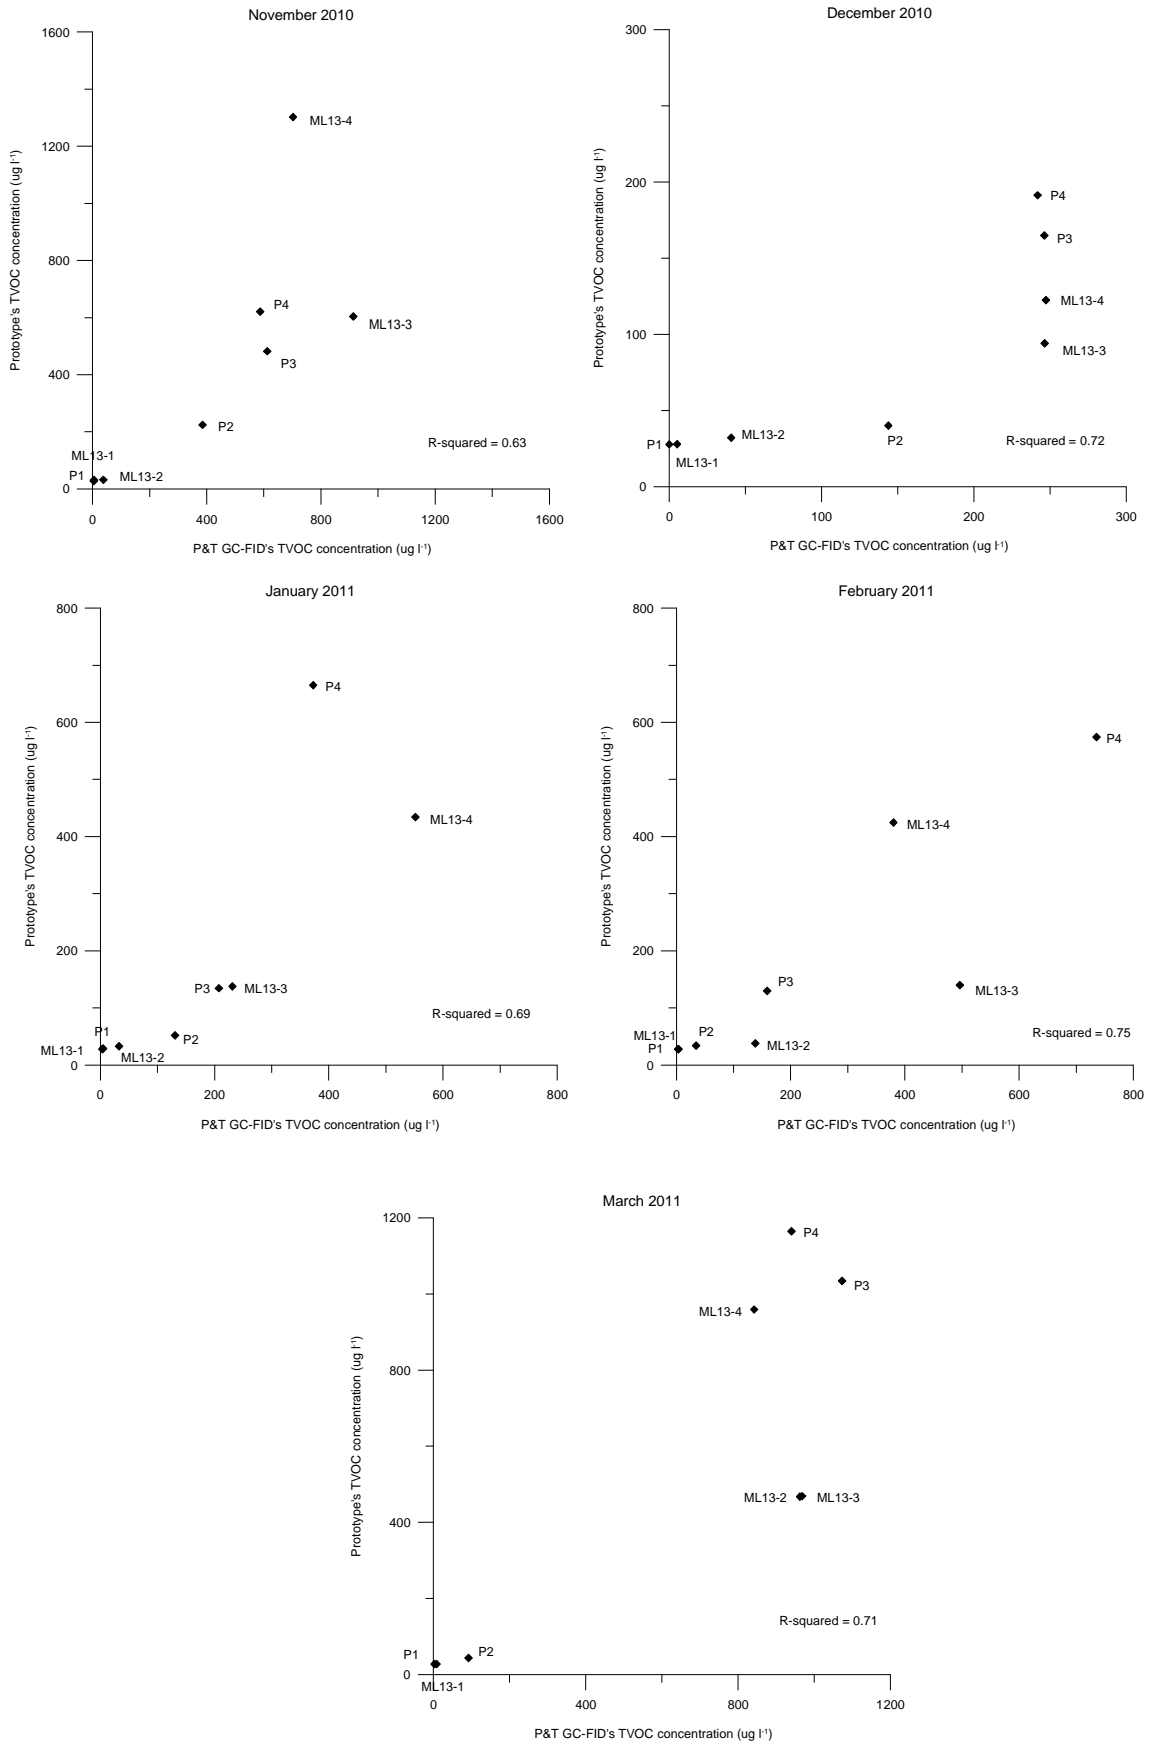 November 2010
1600
1200
800
400
0
Prototype's TVOC concentration (ug l-1)
ML13-4
P4
ML13-3
P3
P2
R-squared = 0.63
ML13-1
P1
ML13-2
0 400 800 1200 1600
P&T GC-FID's TVOC concentration (ug l-1)
December 2010
300
200
100
0
Prototype's TVOC concentration (ug l-1)
P4
P3
ML13-4
ML13-3
ML13-2
P2
R-squared = 0.72
P1
ML13-1
0 100 200 300
P&T GC-FID's TVOC concentration (ug l-1)
January 2011
800
600
400
200
0
Prototype's TVOC concentration (ug l-1)
P4
ML13-4
P3
ML13-3
R-squared = 0.69
P1
P2
ML13-1
ML13-2
0 200 400 600 800
P&T GC-FID's TVOC concentration (ug l-1)
February 2011
800
600
400
200
0
Prototype's TVOC concentration (ug l-1)
P4
ML13-4
P3
ML13-3
R-squared = 0.75
ML13-1
P2
P1
ML13-2
0 200 400 600 800
P&T GC-FID's TVOC concentration (ug l-1)
March 2011
1200
800
400
0
Prototype's TVOC concentration (ug l-1)
P4
P3
ML13-4
ML13-2
ML13-3
R-squared = 0.71
P1
P2
ML13-1
0 400 800 1200
P&T GC-FID's TVOC concentration (ug l-1)